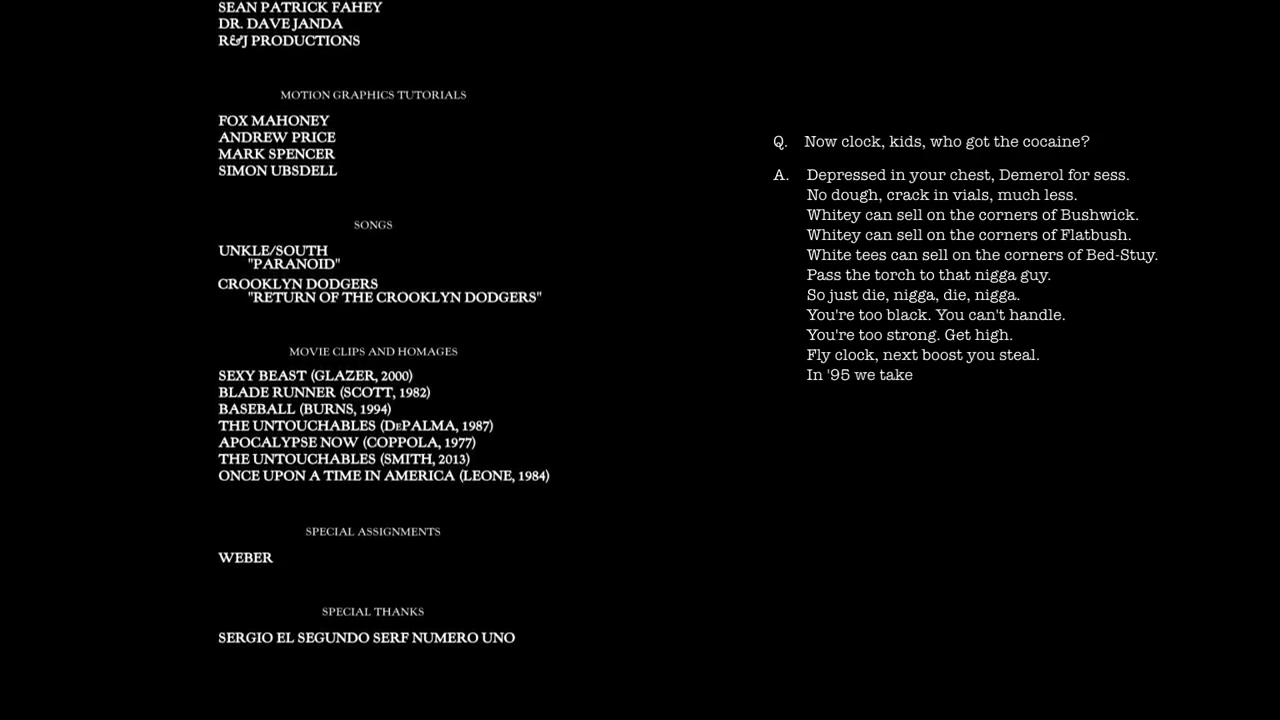 SEAN PATRICK FAHEY
DR. DAVE JANDA
R&J PRODUCTIONS
MOTION GRAPHICS TUTORIALS
FOX MAHONEY
ANDREW PRICE
MARK SPENCER
SIMON UBSDELL
SONGS
UNKLE/SOUTH
"PARANOID"
CROOKLYN DODGERS
"RETURN OF THE CROOKLYN DODGERS"
MOVIE CLIPS AND HOMAGES
SEXY BEAST (GLAZER, 2000)
BLADE RUNNER (SCOTT, 1982)
BASEBALL (BURNS, 1994)
THE UNTOUCHABLES (DePALMA, 1987)
APOCALYPSE NOW (COPPOLA, 1977)
THE UNTOUCHABLES (SMITH, 2013)
ONCE UPON A TIME IN AMERICA (LEONE, 1984)
SPECIAL ASSIGNMENTS
WEBER
SPECIAL THANKS
SERGIO EL SEGUNDO SERF NUMERO UNO
Q. Now clock, kids, who got the cocaine?
A. Depressed in your chest, Demerol for sess.
No dough, crack in vials, much less.
Whitey can sell on the corners of Bushwick.
Whitey can sell on the corners of Flatbush.
White tees can sell on the corners of Bed-Stuy.
Pass the torch to that nigga guy.
So just die, nigga, die, nigga.
You're too black. You can't handle.
You're too strong. Get high.
Fly clock, next boost you steal.
In '95 we take